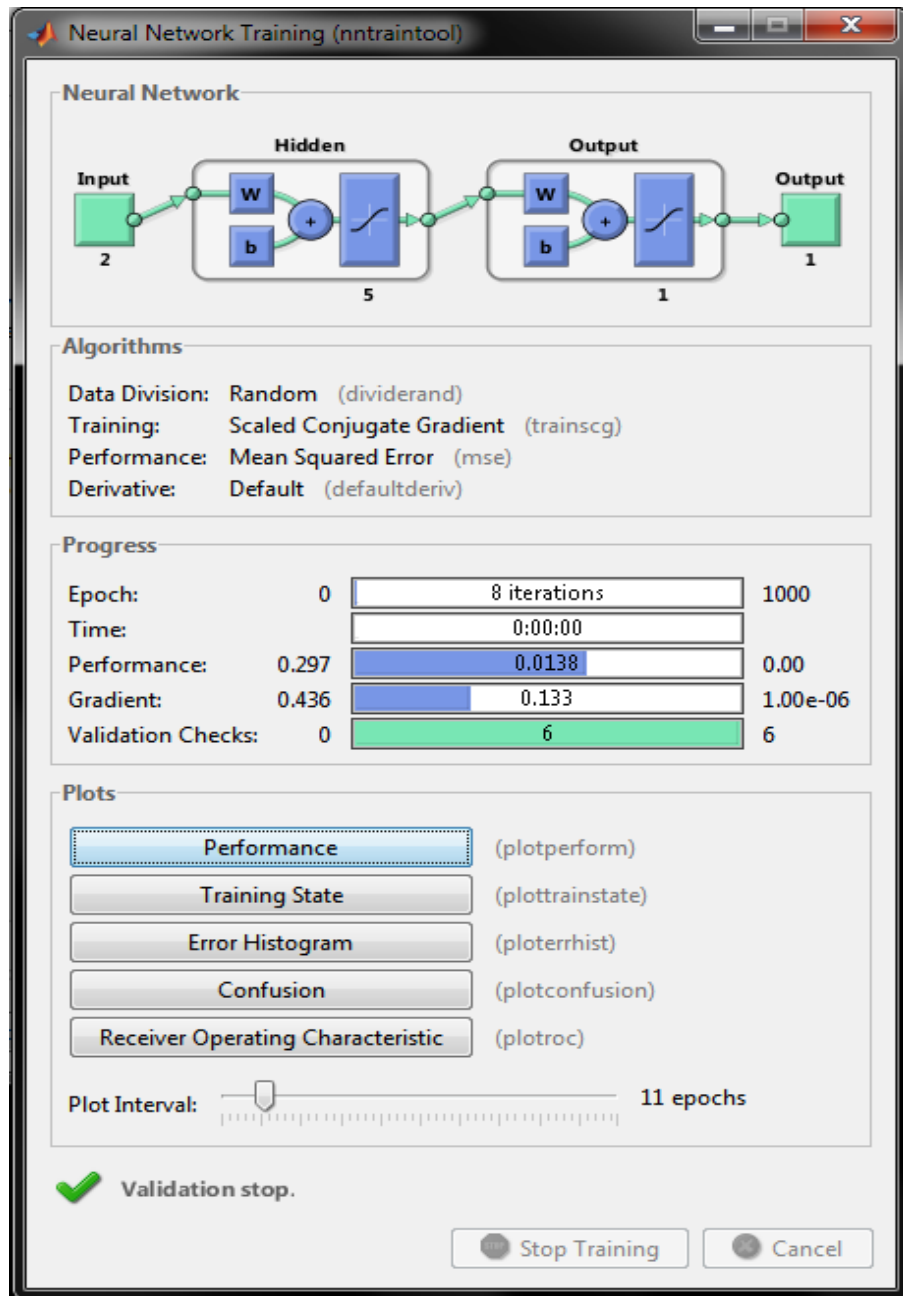 Neural Network Training (nntraintool)
Neural Network
Hidden Output
Input Output
W W
+ +
b b
2 1
5 1
Algorithms
Data Division: Random (dividerand)
Training: Scaled Conjugate Gradient (trainscg)
Performance: Mean Squared Error (mse)
Derivative: Default (defaultderiv)
Progress
Epoch: 0 8 iterations 1000
Time: 0:00:00
Performance: 0.297 0.0138 0.00
Gradient: 0.436 0.133 1.00e-06
Validation Checks: 0 6 6
Plots
Performance (plotperform)
Training State (plottrainstate)
Error Histogram (ploterrhist)
Confusion (plotconfusion)
Receiver Operating Characteristic (plotroc)
Plot Interval: 11 epochs
Validation stop.
STOP Stop Training Cancel